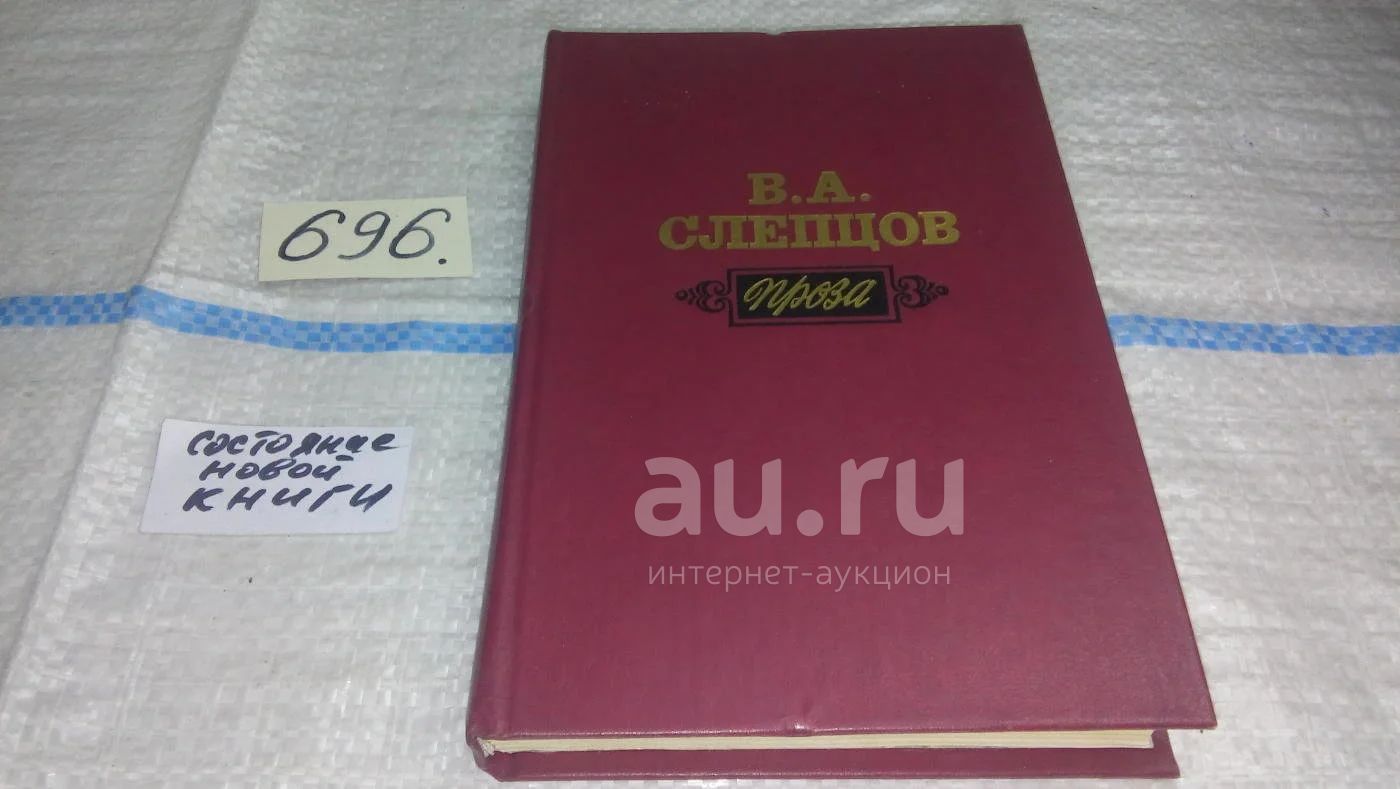 696.
состояние
новой
книги
В.А.
СЛЕПЦОВ
проза
au.ru
интернет-аукцион